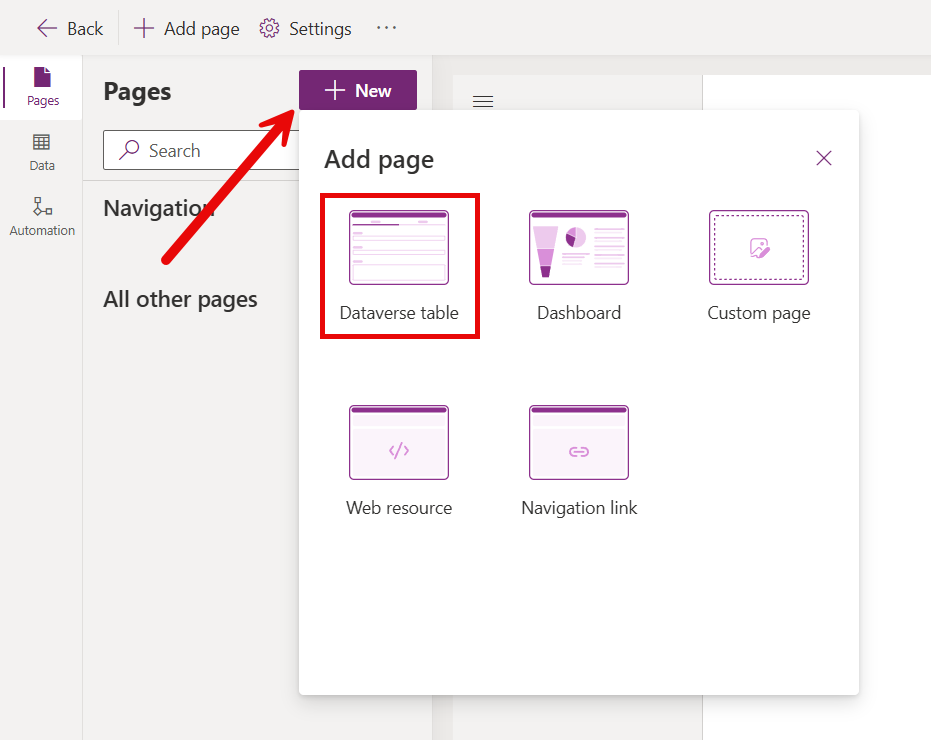 Back
Add page
Settings
Pages
Data
Automation
Pages
New
Search
Navigation
All other pages
Add page
Dataverse table
Dashboard
Custom page
Web resource
Navigation link